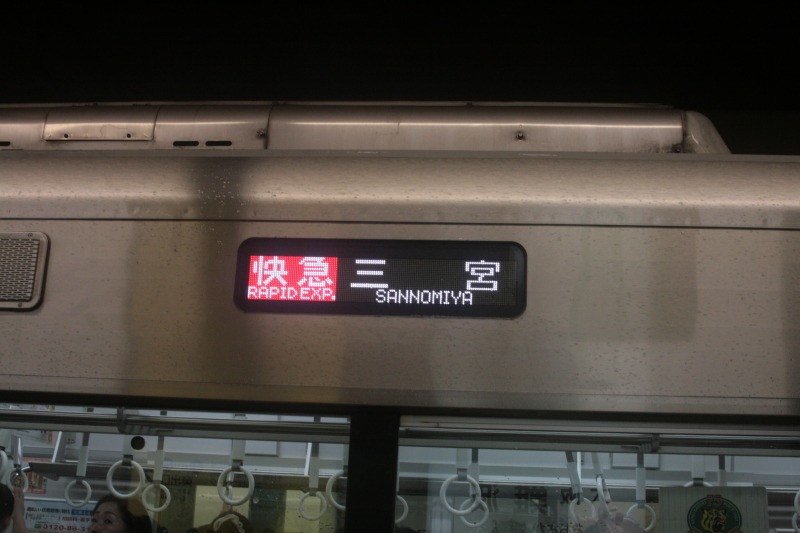 快急 三 宮
RAPID EXP. SANNOMIYA